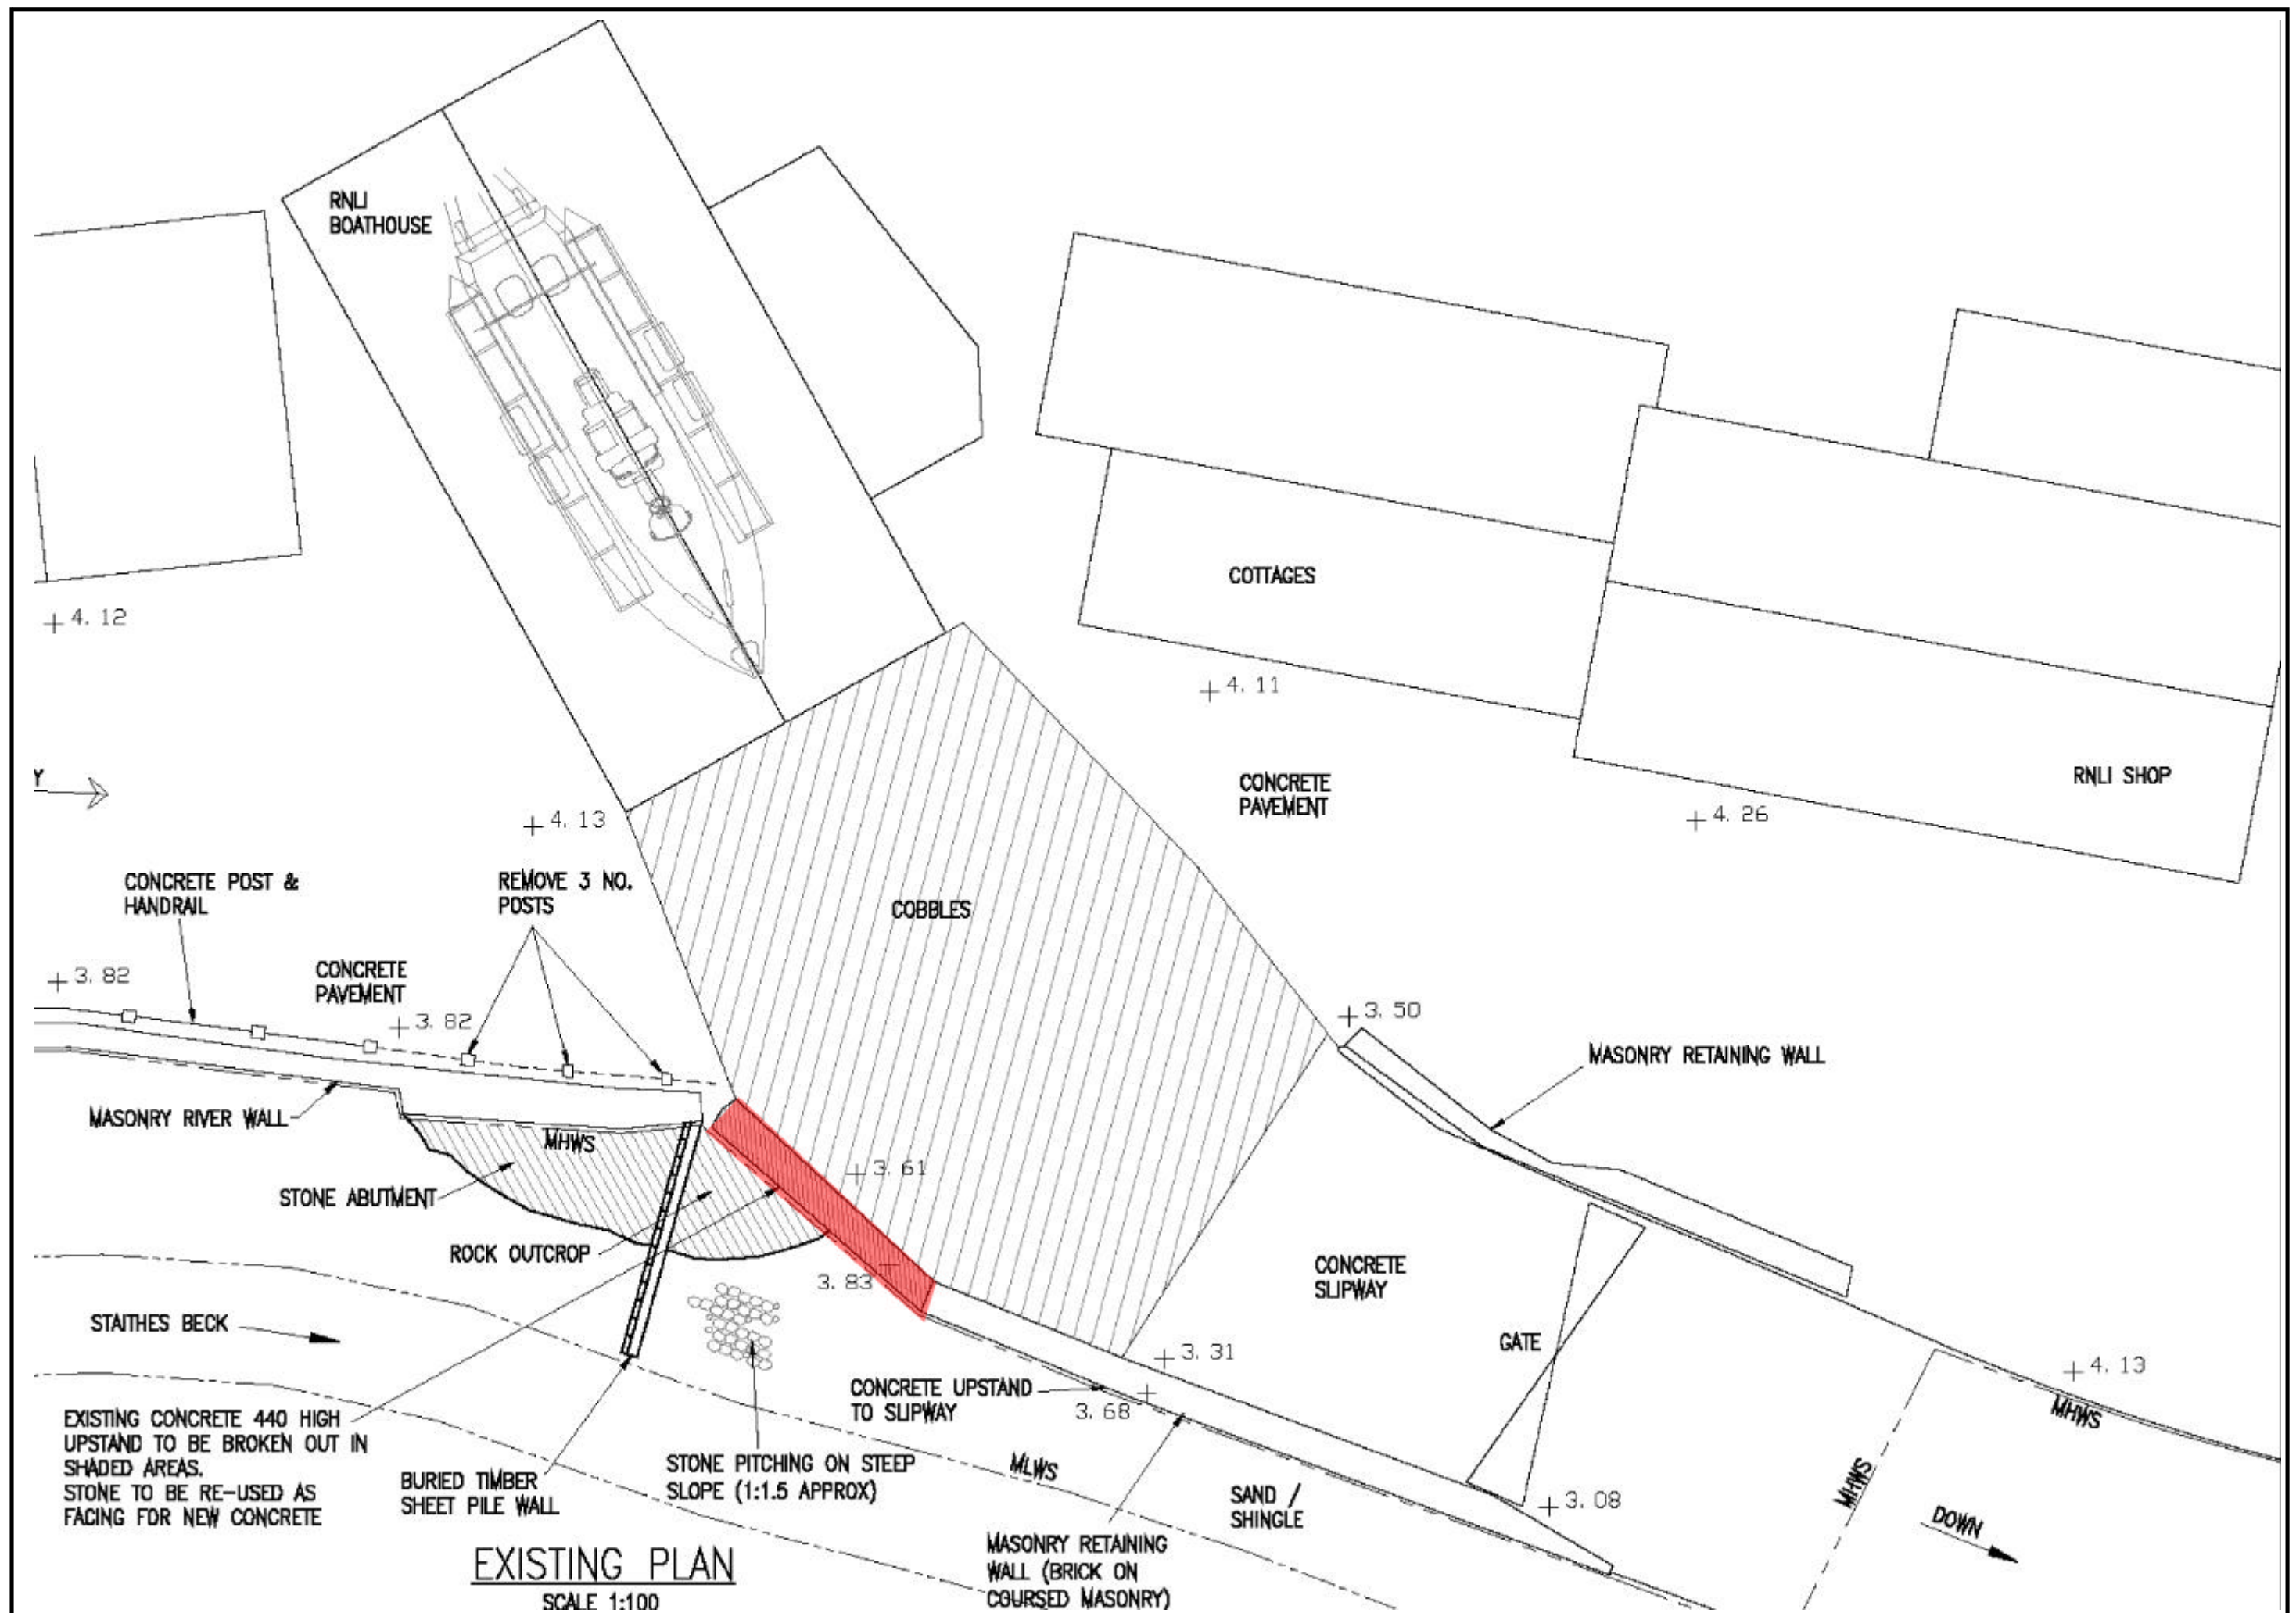 RNLI
BOATHOUSE
+4. 12
COTTAGES
+4. 11
CONCRETE
PAVEMENT
RNLI SHOP
+4. 26
Y
+4. 13
CONCRETE POST &
HANDRAIL
REMOVE 3 NO.
POSTS
COBBLES
+3. 82
CONCRETE
PAVEMENT
+3. 82
+3. 50
MASONRY RETAINING WALL
MASONRY RIVER WALL
MHWS
+3. 61
STONE ABUTMENT
ROCK OUTCROP
3. 83
CONCRETE
SLIPWAY
STAITHES BECK
GATE
+3. 31
+4. 13
CONCRETE UPSTAND
TO SLIPWAY
3. 68
MHWS
EXISTING CONCRETE 440 HIGH
UPSTAND TO BE BROKEN OUT IN
SHADED AREAS.
STONE TO BE RE-USED AS
FACING FOR NEW CONCRETE
BURIED TIMBER
SHEET PILE WALL
STONE PITCHING ON STEEP
SLOPE (1:1.5 APPROX)
MLWS
SAND /
SHINGLE
MHWS
+3. 08
DOWN
MASONRY RETAINING
WALL (BRICK ON
COURSED MASONRY)
EXISTING PLAN
SCALE 1:100